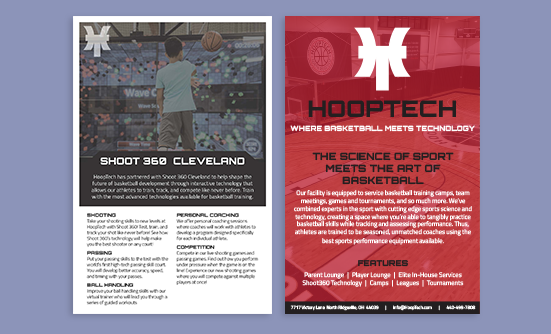 SHOOT 360 CLEVELAND
HoopTech has partnered with Shoot 360 Cleveland to help shape the
future of basketball development through interactive technology that
allows our athletes to train, track, and compete like never before. Train
with the most advanced technologies available for basketball training.
SHOOTING
Take your shooting skills to new levels at
HoopTech with Shoot 360! Test, train, and
track your shot like never before! See how
Shoot 360's technology will help make
you the best shooter on any court!
PASSING
Put your passing skills to the test with the
world's first high-tech passing skill court.
You will develop better accuracy, speed,
and timing with your passes.
BALL HANDLING
Improve your ball handling skills with our
virtual trainer who will lead you through a
series of guided workouts.
PERSONAL COACHING
We offer personal coaching sessions
where coaches will work with athletes to
develop a program designed specifically
for each individual athlete.
COMPETITION
Compete in our live shooting games and
passing games. Find out how you perform
under pressure when the game is on the
line! Experience our new shooting games
where you will compete against multiple
players at once!
HOOPTECH
WHERE BASKETBALL MEETS TECHNOLOGY
THE SCIENCE OF SPORT
MEETS THE ART OF
BASKETBALL
Our facility is equipped to service basketball training camps, team
meetings, games and tournaments, and so much more. We've
combined experts in the sport with cutting edge sports science and
technology, creating a space where you're able to tangibly practice
basketball skills while tracking and assessing performance. Thus,
athletes are trained to be seasoned, unmatched coaches using the
best sports performance equipment available.
FEATURES
Parent Lounge | Player Lounge | Elite In-House Services
Shoot360 Technology | Camps | Leagues | Tournaments
7717 Victory Lane North Ridgeville, OH 44039 | Info@HoopTech.com | 440-499-7808